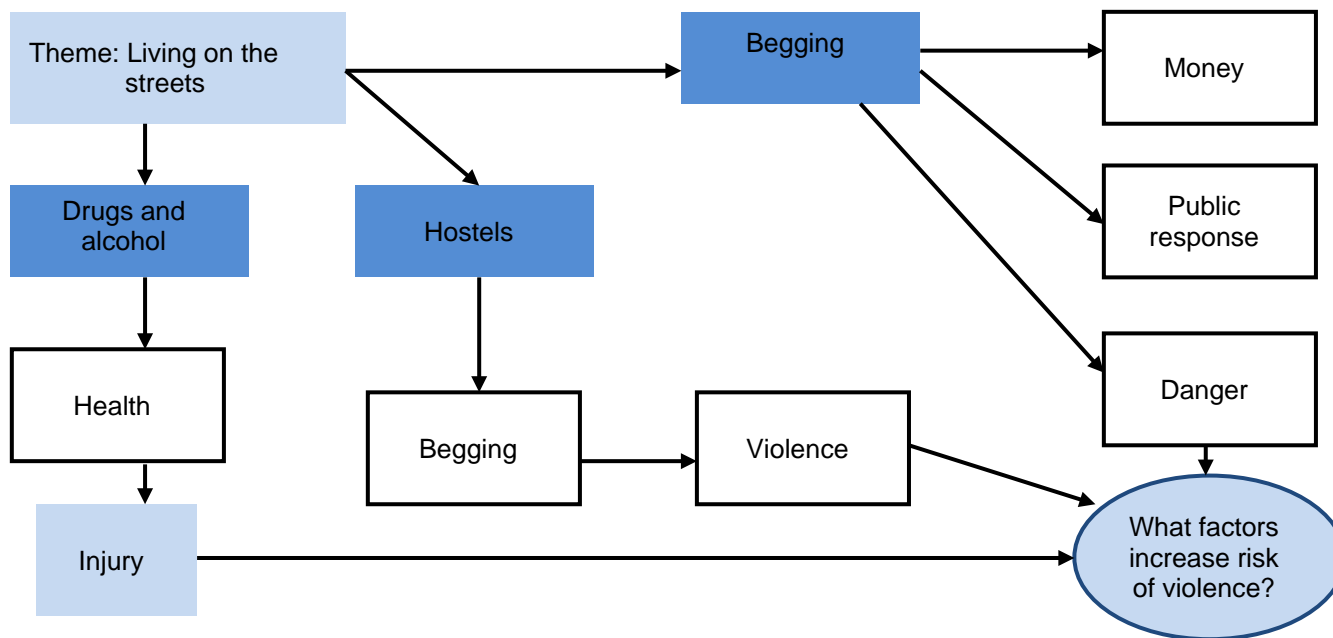 Theme: Living on the
streets
Begging
Money
Drugs and
alcohol
Hostels
Public
response
Health
Begging
Violence
Danger
Injury
What factors
increase risk
of violence?